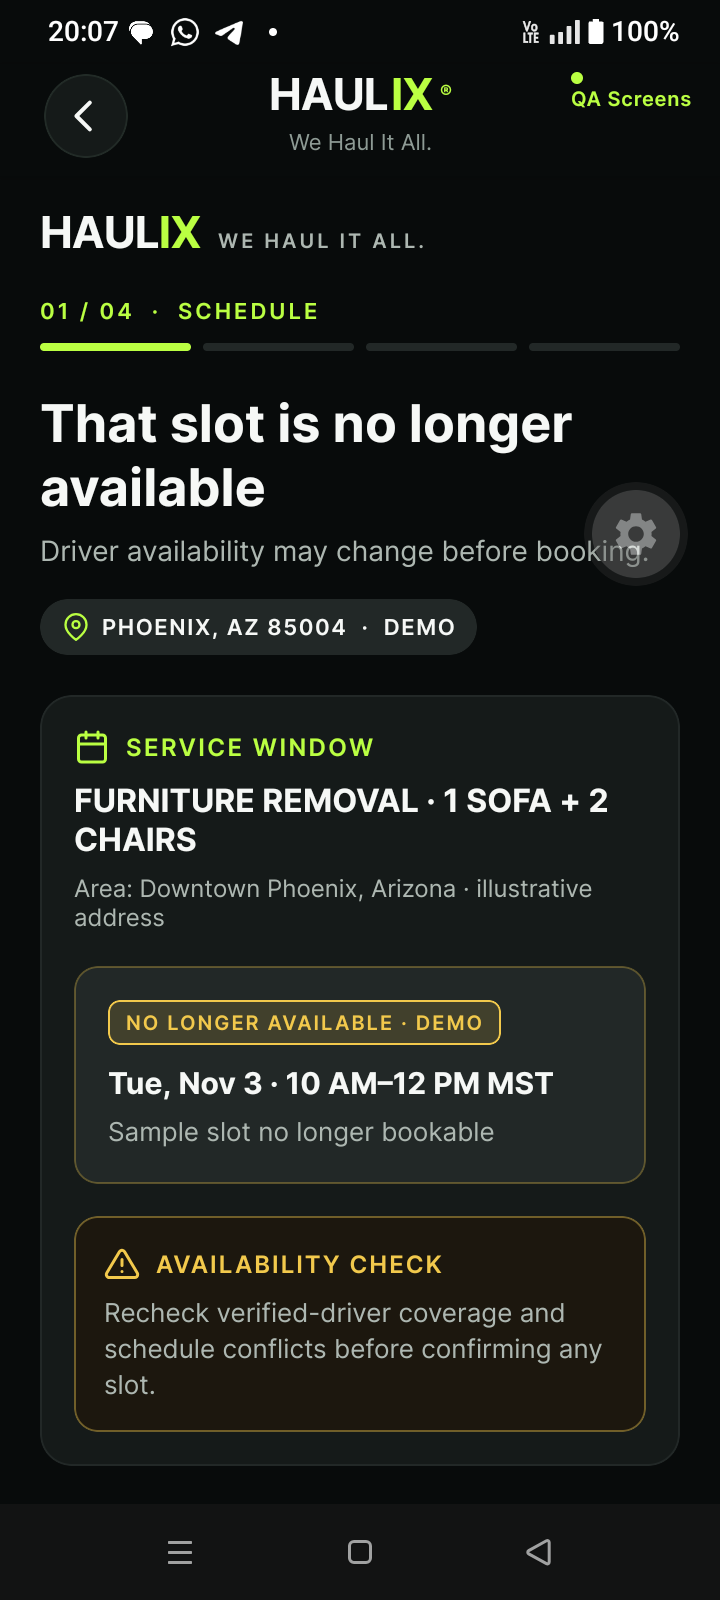 20:07 VoLTE 100%
HAULIX®
QA Screens
We Haul It All.
HAULIX WE HAUL IT ALL.
01 / 04 · SCHEDULE
That slot is no longer
available
Driver availability may change before booking.
PHOENIX, AZ 85004 · DEMO
SERVICE WINDOW
FURNITURE REMOVAL · 1 SOFA + 2
CHAIRS
Area: Downtown Phoenix, Arizona · illustrative
address
NO LONGER AVAILABLE · DEMO
Tue, Nov 3 · 10 AM–12 PM MST
Sample slot no longer bookable
AVAILABILITY CHECK
Recheck verified-driver coverage and
schedule conflicts before confirming any
slot.